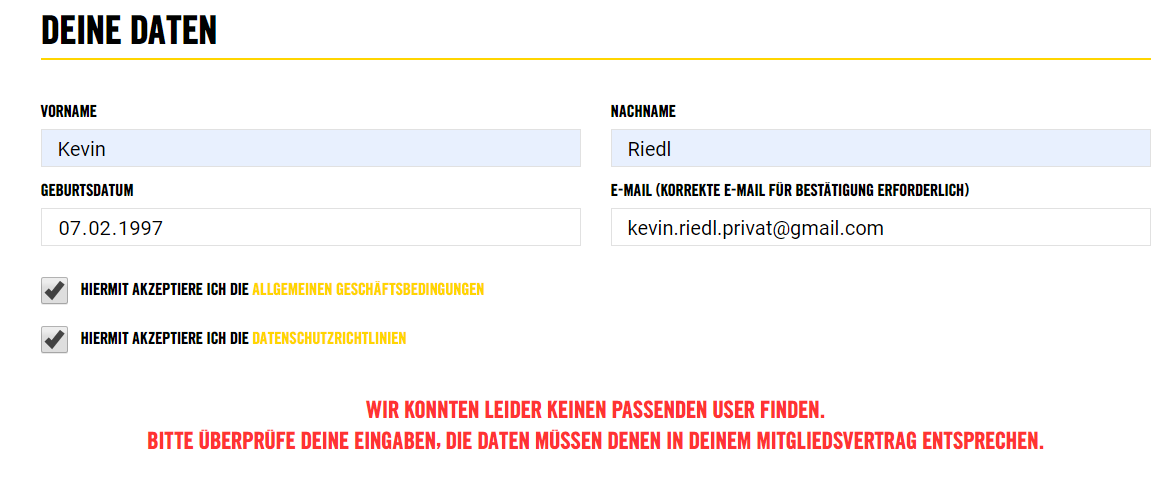 DEINE DATEN
VORNAME
Kevin
NACHNAME
Riedl
GEBURTSDATUM
07.02.1997
E-MAIL (KORREKTE E-MAIL FÜR BESTÄTIGUNG ERFORDERLICH)
kevin.riedl.privat@gmail.com
HIERMIT AKZEPTIERE ICH DIE ALLGEMEINEN GESCHÄFTSBEDINGUNGEN
HIERMIT AKZEPTIERE ICH DIE DATENSCHUTZRICHTLINIEN
WIR KONNTEN LEIDER KEINEN PASSENDEN USER FINDEN.
BITTE ÜBERPRÜFE DEINE EINGABEN, DIE DATEN MÜSSEN DENEN IN DEINEM MITGLIEDSVERTRAG ENTSPRECHEN.